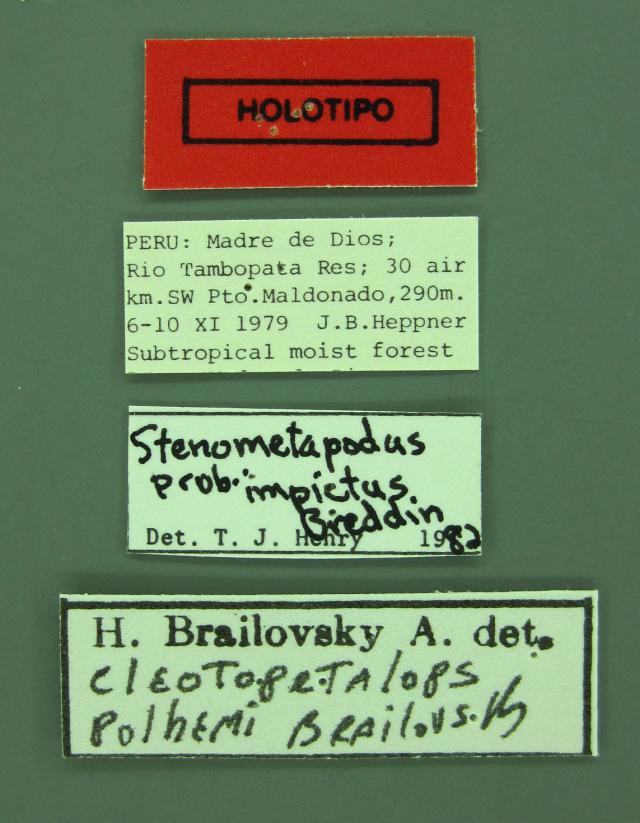 HOLOTIPO
PERU: Madre de Dios;
Rio Tambopata Res; 30 air
km.SW Pto.Maldonado,290m.
6-10 XI 1979 J.B.Heppner
Subtropical moist forest
Stenometapodus
prob. impictus
Breddin
Det. T. J. Henry 1982
H. Brailovsky A. det.
CLEOTOPETALOPS
POLHEMI BRAILOVSKY